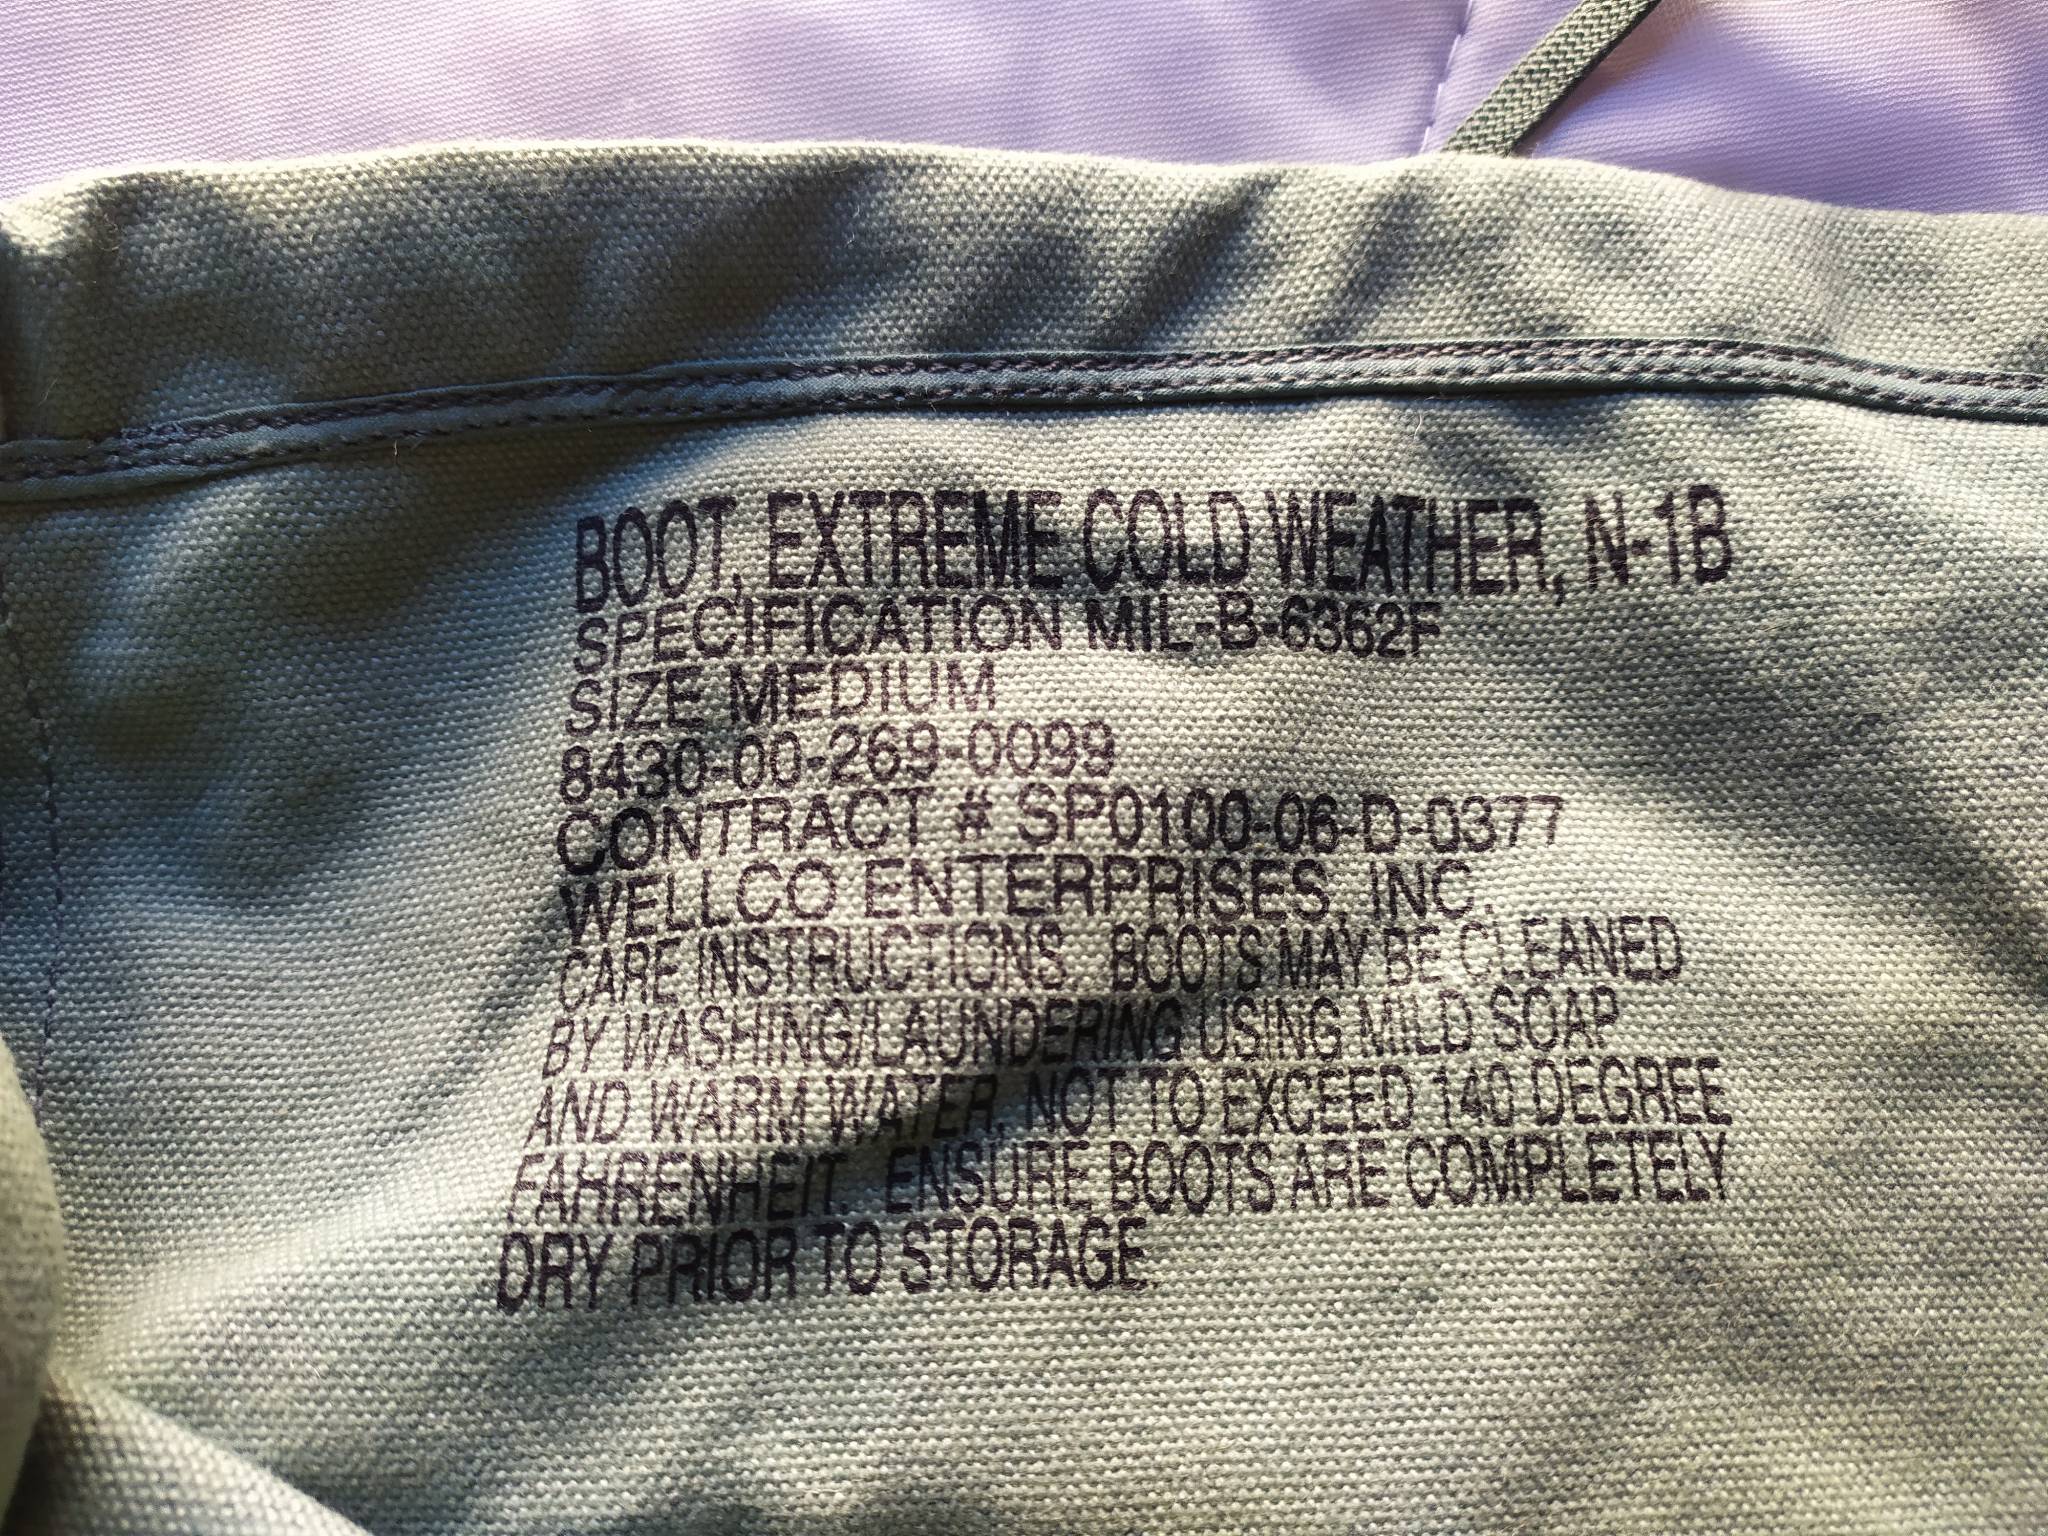 BOOT, EXTREME COLD WEATHER, N-1B
SPECIFICATION MIL-B-6362F
SIZE MEDIUM
8430-00-269-0099
CONTRACT # SP0100-06-D-0377
WELLCO ENTERPRISES, INC.
CARE INSTRUCTIONS. BOOTS MAY BE CLEANED
BY WASHING/LAUNDERING USING MILD SOAP
AND WARM WATER, NOT TO EXCEED 140 DEGREE
FAHRENHEIT. ENSURE BOOTS ARE COMPLETELY
DRY PRIOR TO STORAGE.